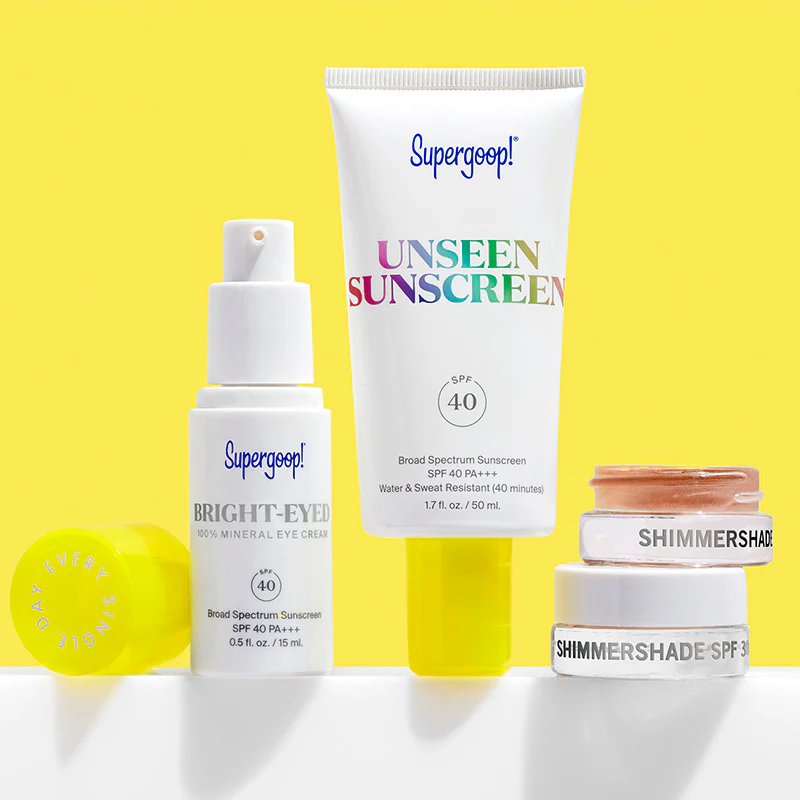 Supergoop!®
UNSEEN
SUNSCREEN
SPF
40
Broad Spectrum Sunscreen
SPF 40 PA+++
Water & Sweat Resistant (40 minutes)
1.7 fl. oz. / 50 ml.
Supergoop!
BRIGHT-EYED
100% MINERAL EYE CREAM
SPF
40
Broad Spectrum Sunscreen
SPF 40 PA+++
0.5 fl. oz. / 15 ml.
EVERY SINGLE DAY
SHIMMERSHADE
SHIMMERSHADE SPF 30